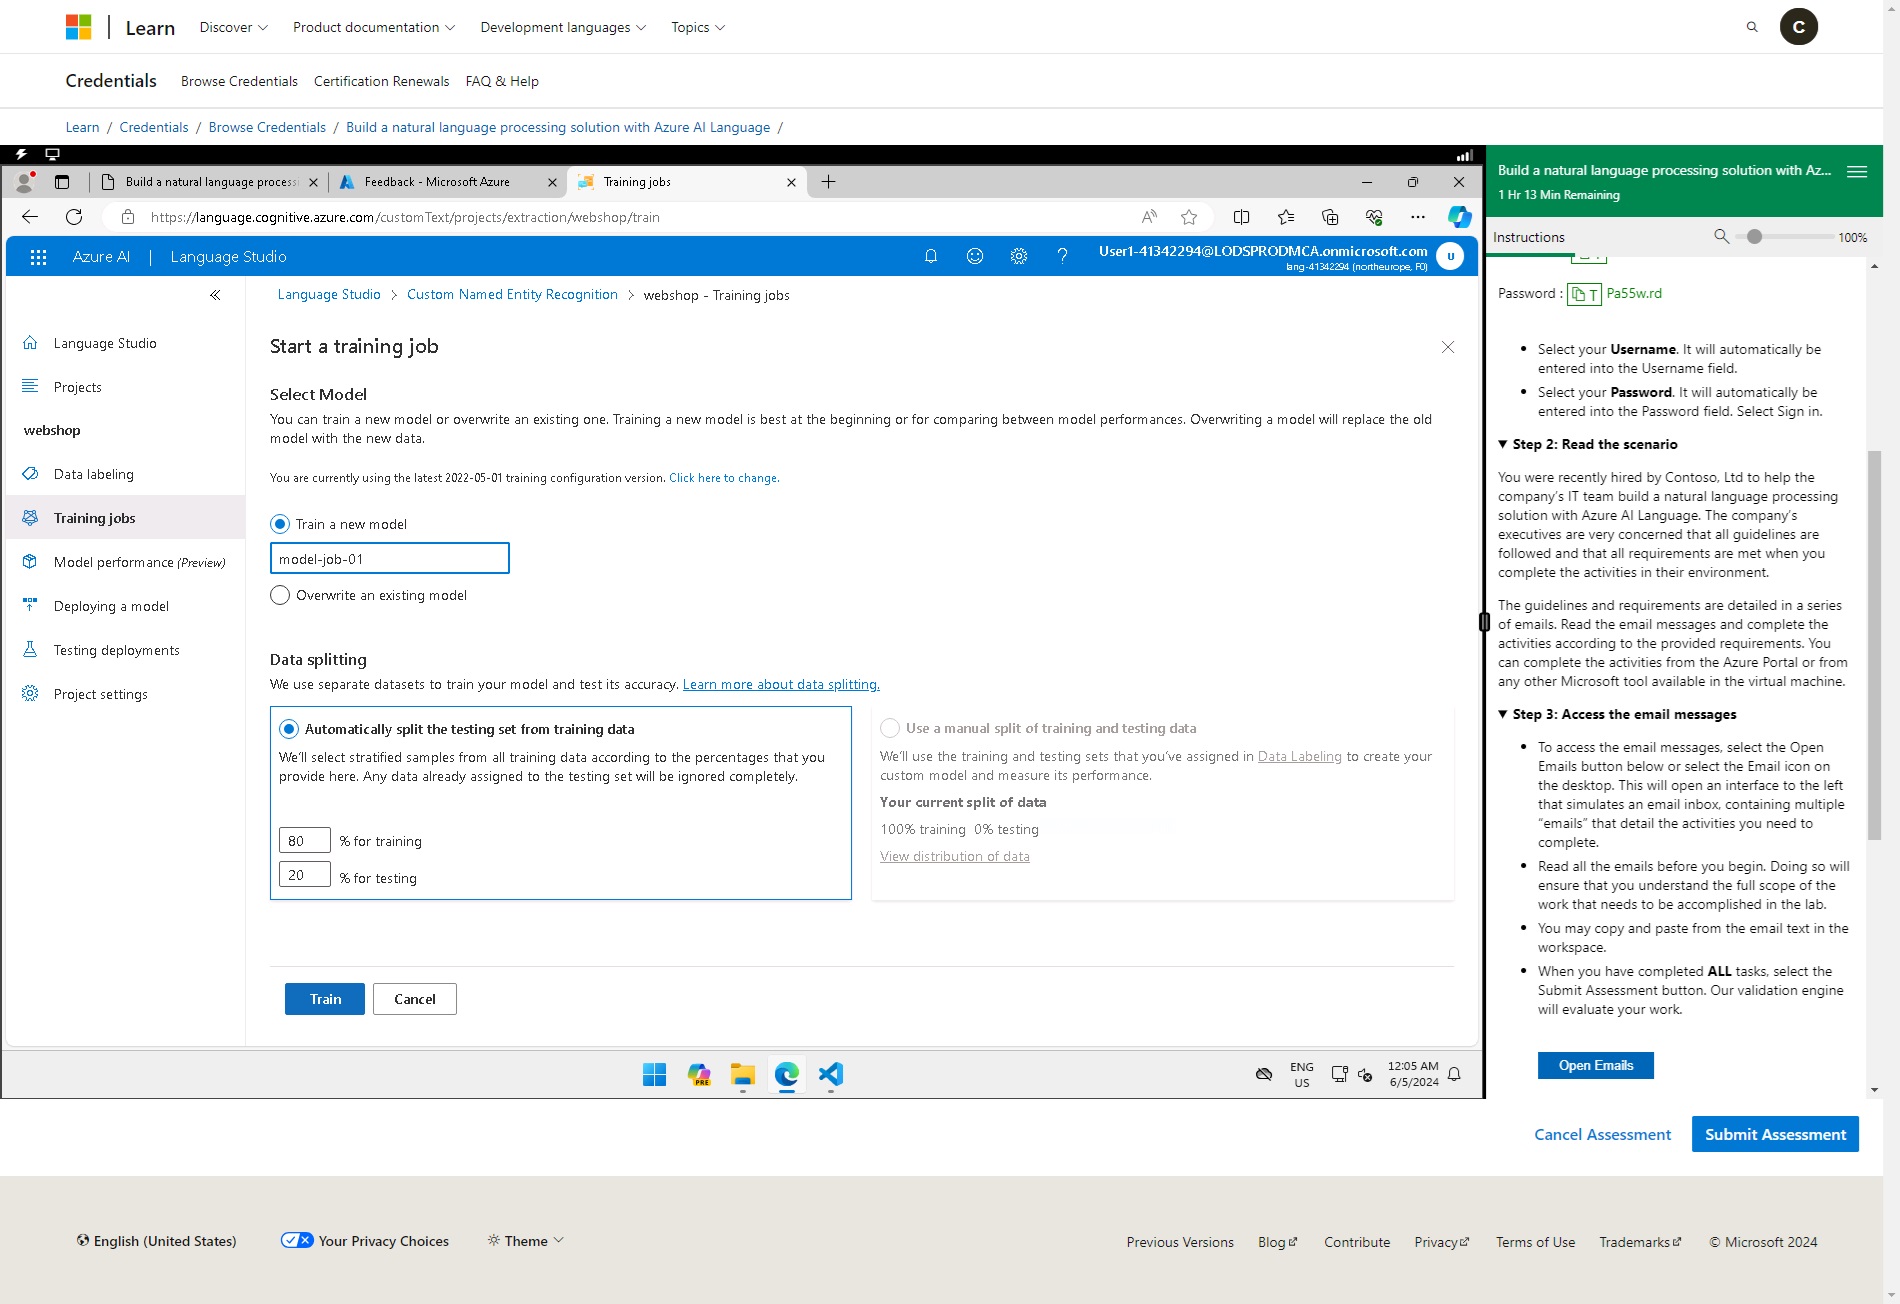 Learn
Discover
Product documentation
Development languages
Topics
C
Credentials
Browse Credentials
Certification Renewals
FAQ & Help
Learn / Credentials / Browse Credentials / Build a natural language processing solution with Azure AI Language /
Build a natural language processi
Feedback - Microsoft Azure
Training jobs
https://language.cognitive.azure.com/customText/projects/extraction/webshop/train
Azure AI | Language Studio
User1-41342294@LODSPRODMCA.onmicrosoft.com
lang-41342294 (northeurope, F0)
U
Language Studio
Projects
webshop
Data labeling
Training jobs
Model performance (Preview)
Deploying a model
Testing deployments
Project settings
Language Studio > Custom Named Entity Recognition > webshop - Training jobs
Start a training job
Select Model
You can train a new model or overwrite an existing one. Training a new model is best at the beginning or for comparing between model performances. Overwriting a model will replace the old
model with the new data.
You are currently using the latest 2022-05-01 training configuration version. Click here to change.
Train a new model
model-job-01
Overwrite an existing model
Data splitting
We use separate datasets to train your model and test its accuracy. Learn more about data splitting.
Automatically split the testing set from training data
We'll select stratified samples from all training data according to the percentages that you
provide here. Any data already assigned to the testing set will be ignored completely.
80 % for training
20 % for testing
Use a manual split of training and testing data
We'll use the training and testing sets that you've assigned in Data Labeling to create your
custom model and measure its performance.
Your current split of data
100% training 0% testing
View distribution of data
Train
Cancel
PRE
ENG
US
12:05 AM
6/5/2024
Build a natural language processing solution with Az...
1 Hr 13 Min Remaining
Instructions
100%
Password : T Pa55w.rd
• Select your Username. It will automatically be
entered into the Username field.
• Select your Password. It will automatically be
entered into the Password field. Select Sign in.
▼ Step 2: Read the scenario
You were recently hired by Contoso, Ltd to help the
company's IT team build a natural language processing
solution with Azure AI Language. The company's
executives are very concerned that all guidelines are
followed and that all requirements are met when you
complete the activities in their environment.
The guidelines and requirements are detailed in a series
of emails. Read the email messages and complete the
activities according to the provided requirements. You
can complete the activities from the Azure Portal or from
any other Microsoft tool available in the virtual machine.
▼ Step 3: Access the email messages
• To access the email messages, select the Open
Emails button below or select the Email icon on
the desktop. This will open an interface to the left
that simulates an email inbox, containing multiple
"emails" that detail the activities you need to
complete.
• Read all the emails before you begin. Doing so will
ensure that you understand the full scope of the
work that needs to be accomplished in the lab.
• You may copy and paste from the email text in the
workspace.
• When you have completed ALL tasks, select the
Submit Assessment button. Our validation engine
will evaluate your work.
Open Emails
Cancel Assessment
Submit Assessment
English (United States)
Your Privacy Choices
Theme
Previous Versions
Blog
Contribute
Privacy
Terms of Use
Trademarks
© Microsoft 2024